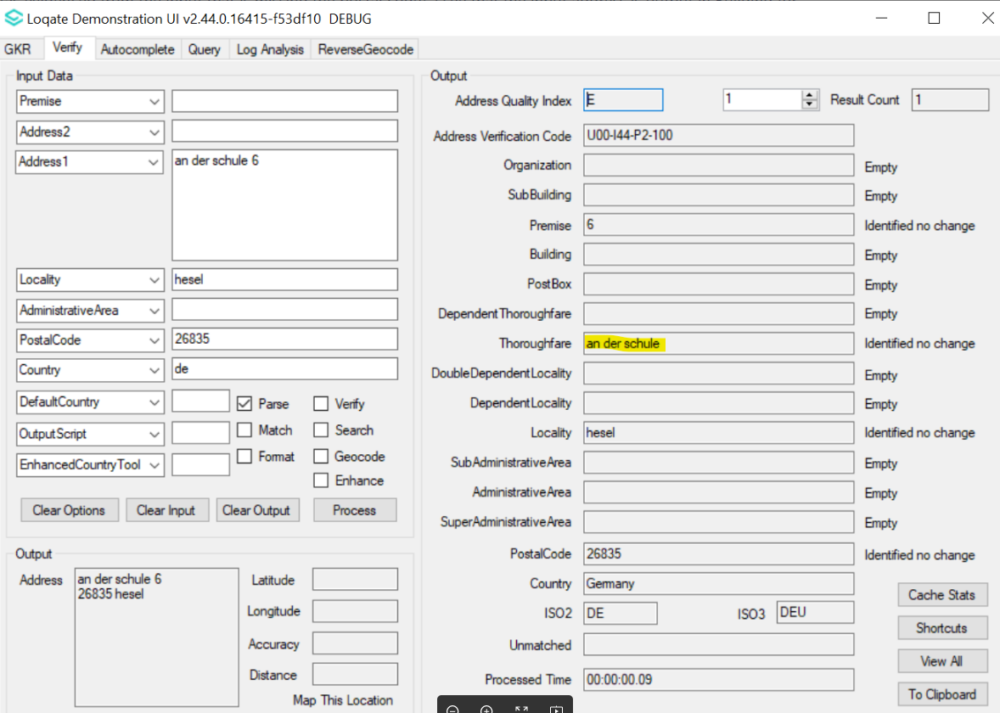 Loqate Demonstration UI v2.44.0.16415-f53df10 DEBUG
GKR Verify Autocomplete Query Log Analysis ReverseGeocode
Input Data
Premise
Address2
Address1 an der schule 6
Locality hesel
AdministrativeArea
PostalCode 26835
Country de
DefaultCountry Parse Verify
OutputScript Match Search
EnhancedCountryTool Format Geocode
Enhance
Clear Options Clear Input Clear Output Process
Output
Address an der schule 6
26835 hesel
Latitude
Longitude
Accuracy
Distance
Map This Location
Output
Address Quality Index E 1 Result Count 1
Address Verification Code U00-I44-P2-100
Organization Empty
SubBuilding Empty
Premise 6 Identified no change
Building Empty
PostBox Empty
DependentThoroughfare Empty
Thoroughfare an der schule Identified no change
DoubleDependentLocality Empty
DependentLocality Empty
Locality hesel Identified no change
SubAdministrativeArea Empty
AdministrativeArea Empty
SuperAdministrativeArea Empty
PostalCode 26835 Identified no change
Country Germany
ISO2 DE ISO3 DEU
Unmatched
Processed Time 00:00:00.09
Cache Stats
Shortcuts
View All
To Clipboard